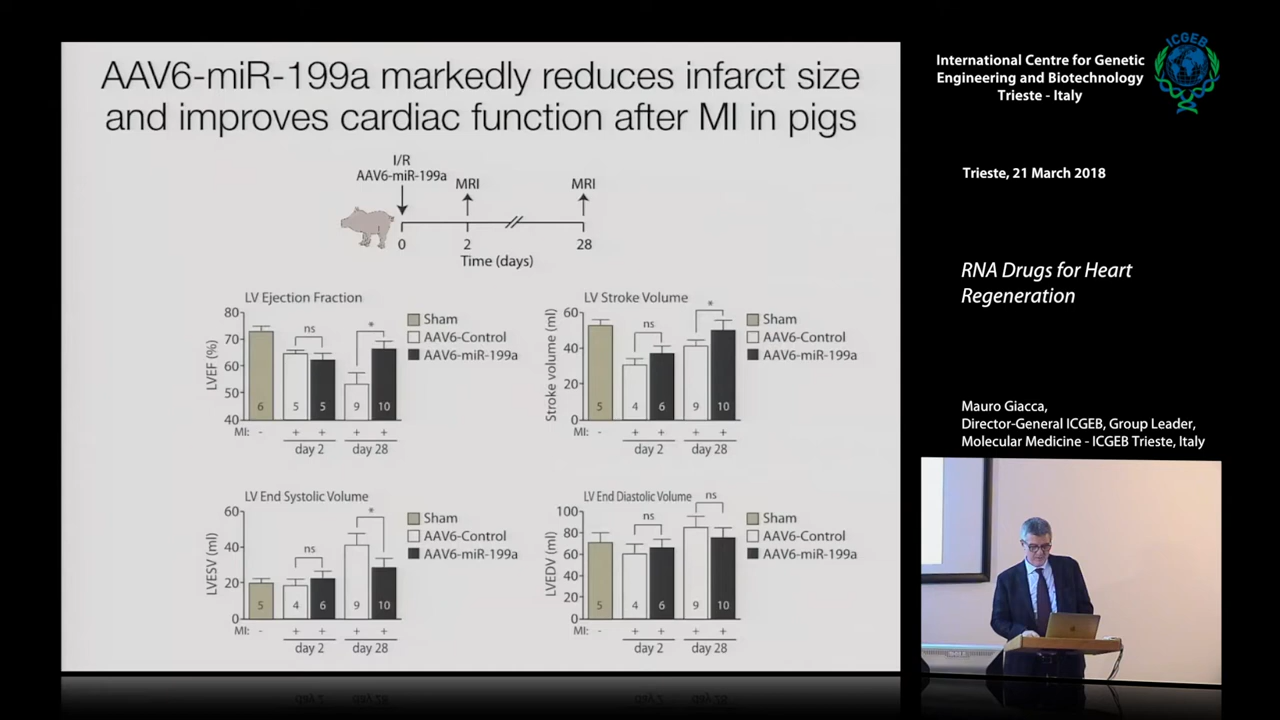 AAV6-miR-199a markedly reduces infarct size
and improves cardiac function after MI in pigs
I/R
AAV6-miR-199a
MRI
MRI
0
2
28
Time (days)
LV Ejection Fraction
80
70
60
50
40
LVEF (%)
6
5
5
9
10
ns
*
Sham
AAV6-Control
AAV6-miR-199a
MI: - + + + +
day 2
day 28
LV Stroke Volume
60
40
20
0
Stroke volume (ml)
5
4
6
9
10
ns
*
Sham
AAV6-Control
AAV6-miR-199a
MI: - + + + +
day 2
day 28
LV End Systolic Volume
60
40
20
0
LVESV (ml)
5
4
6
9
10
ns
*
Sham
AAV6-Control
AAV6-miR-199a
MI: - + + + +
day 2
day 28
LV End Diastolic Volume
100
80
60
40
20
0
LVEDV (ml)
5
4
6
9
10
ns
ns
Sham
AAV6-Control
AAV6-miR-199a
MI: - + + + +
day 2
day 28
International Centre for Genetic
Engineering and Biotechnology
Trieste - Italy
ICGEB
Trieste, 21 March 2018
RNA Drugs for Heart
Regeneration
Mauro Giacca,
Director-General ICGEB, Group Leader,
Molecular Medicine - ICGEB Trieste, Italy
ICGEB